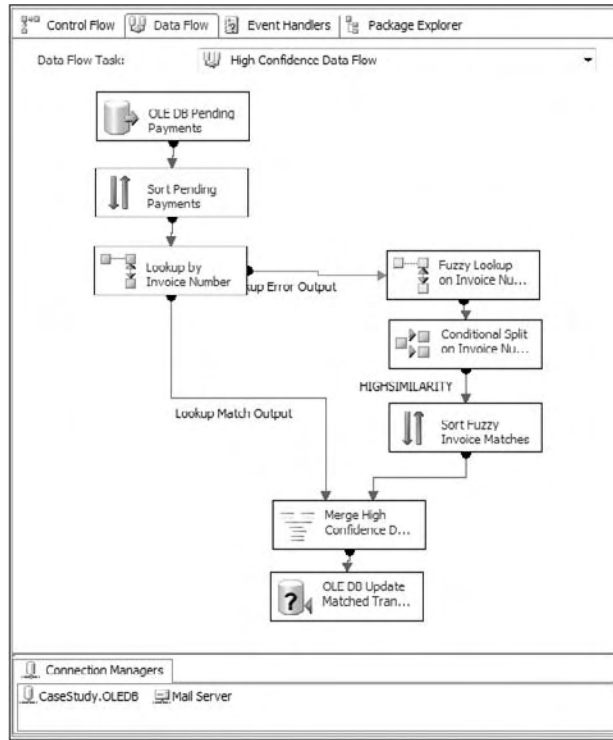 Control Flow Data Flow Event Handlers Package Explorer
Data Flow Task: High Confidence Data Flow
OLE DB Pending
Payments
Sort Pending
Payments
Lookup by
Invoice Number
kup Error Output
Fuzzy Lookup
on Invoice Nu...
Conditional Split
on Invoice Nu...
HIGHSIMILARITY
Lookup Match Output
Sort Fuzzy
Invoice Matches
Merge High
Confidence D...
OLE DB Update
Matched Tran...
Connection Managers
CaseStudy.OLEDB Mail Server